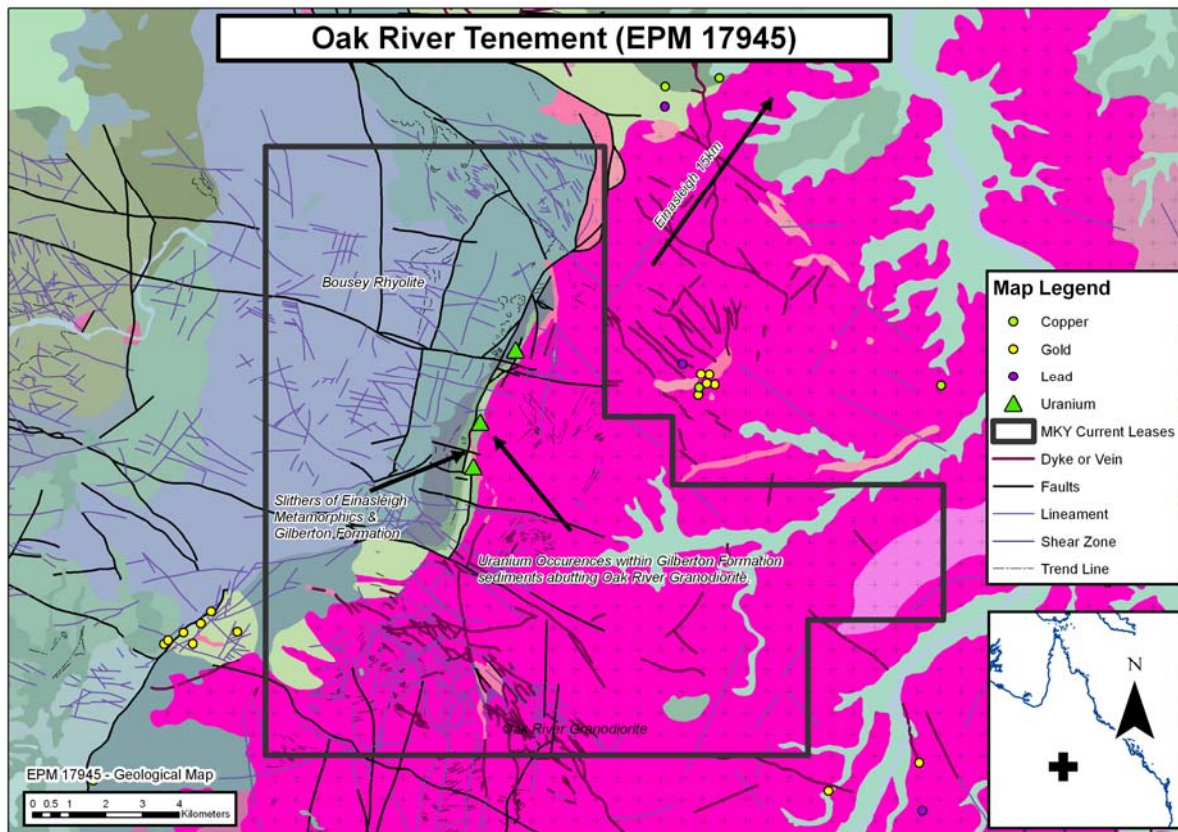 Oak River Tenement (EPM 17945)
Einasleigh 15km
Bousey Rhyolite
Slithers of Einasleigh
Metamorphics &
Gilberton Formation
Uranium Occurences within Gilberton Formation
sediments abutting Oak River Granodiorite.
Oak River Granodiorite
Map Legend
Copper
Gold
Lead
Uranium
MKY Current Leases
Dyke or Vein
Faults
Lineament
Shear Zone
Trend Line
N
EPM 17945 - Geological Map
0 0.5 1 2 3 4
Kilometers